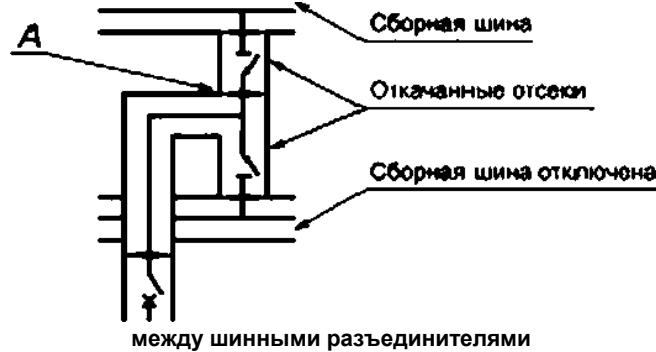 Сборная шина
А
Откачанные отсеки
Сборная шина отключена
между шинными разъединителями